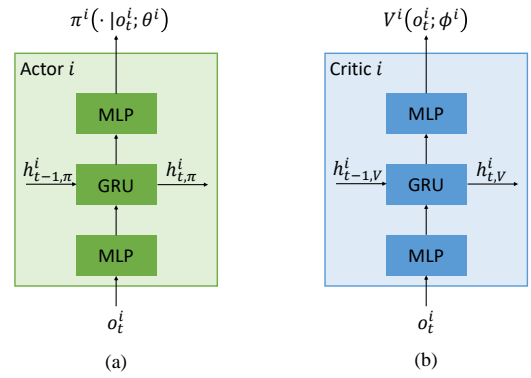 π^i(· |o_t^i; θ^i)
Actor i
MLP
h_{t-1,π}^i
GRU
h_{t,π}^i
MLP
o_t^i
(a)
V^i(o_t^i; ϕ^i)
Critic i
MLP
h_{t-1,V}^i
GRU
h_{t,V}^i
MLP
o_t^i
(b)